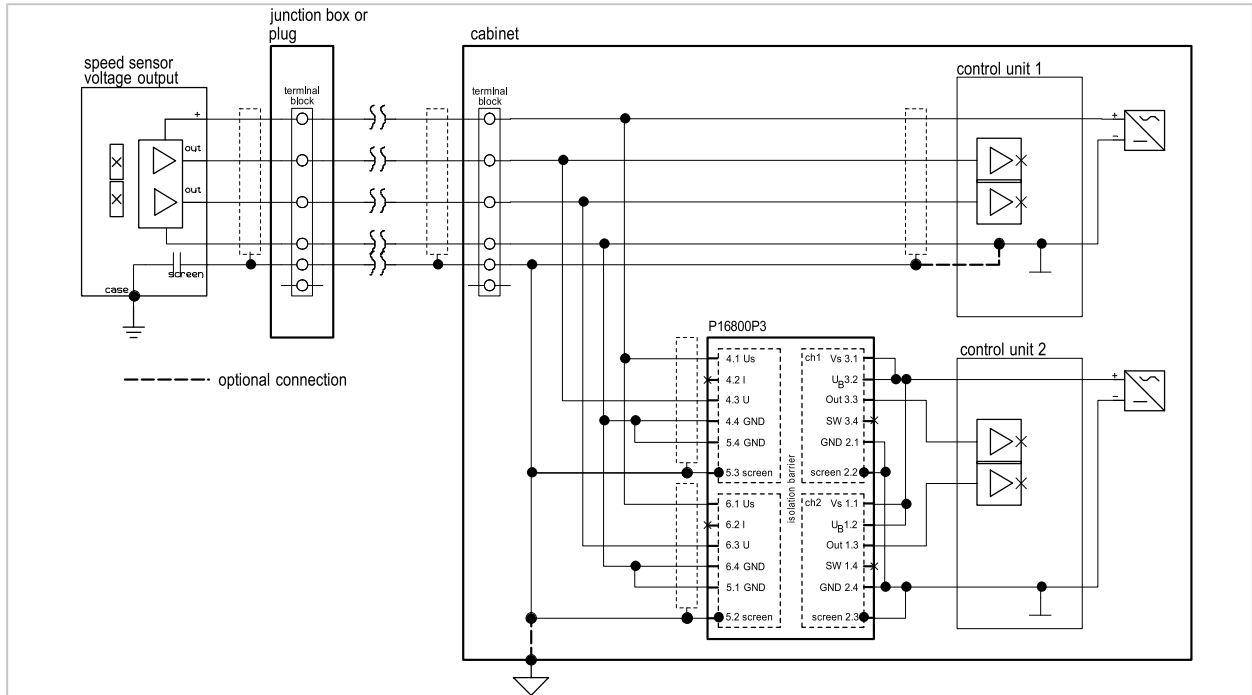 junction box or
plug
cabinet
speed sensor
voltage output
control unit 1
terminal
block
terminal
block
+
+
out
-
out
screen
case
P16800P3
control unit 2
optional connection
4.1 Us
ch1 Vs 3.1
4.2 I
UB3.2
+
4.3 U
Out 3.3
-
4.4 GND
SW 3.4
5.4 GND
GND 2.1
5.3 screen
screen 2.2
isolation barrier
6.1 Us
ch2 Vs 1.1
6.2 I
UB1.2
6.3 U
Out 1.3
6.4 GND
SW 1.4
5.1 GND
GND 2.4
5.2 screen
screen 2.3